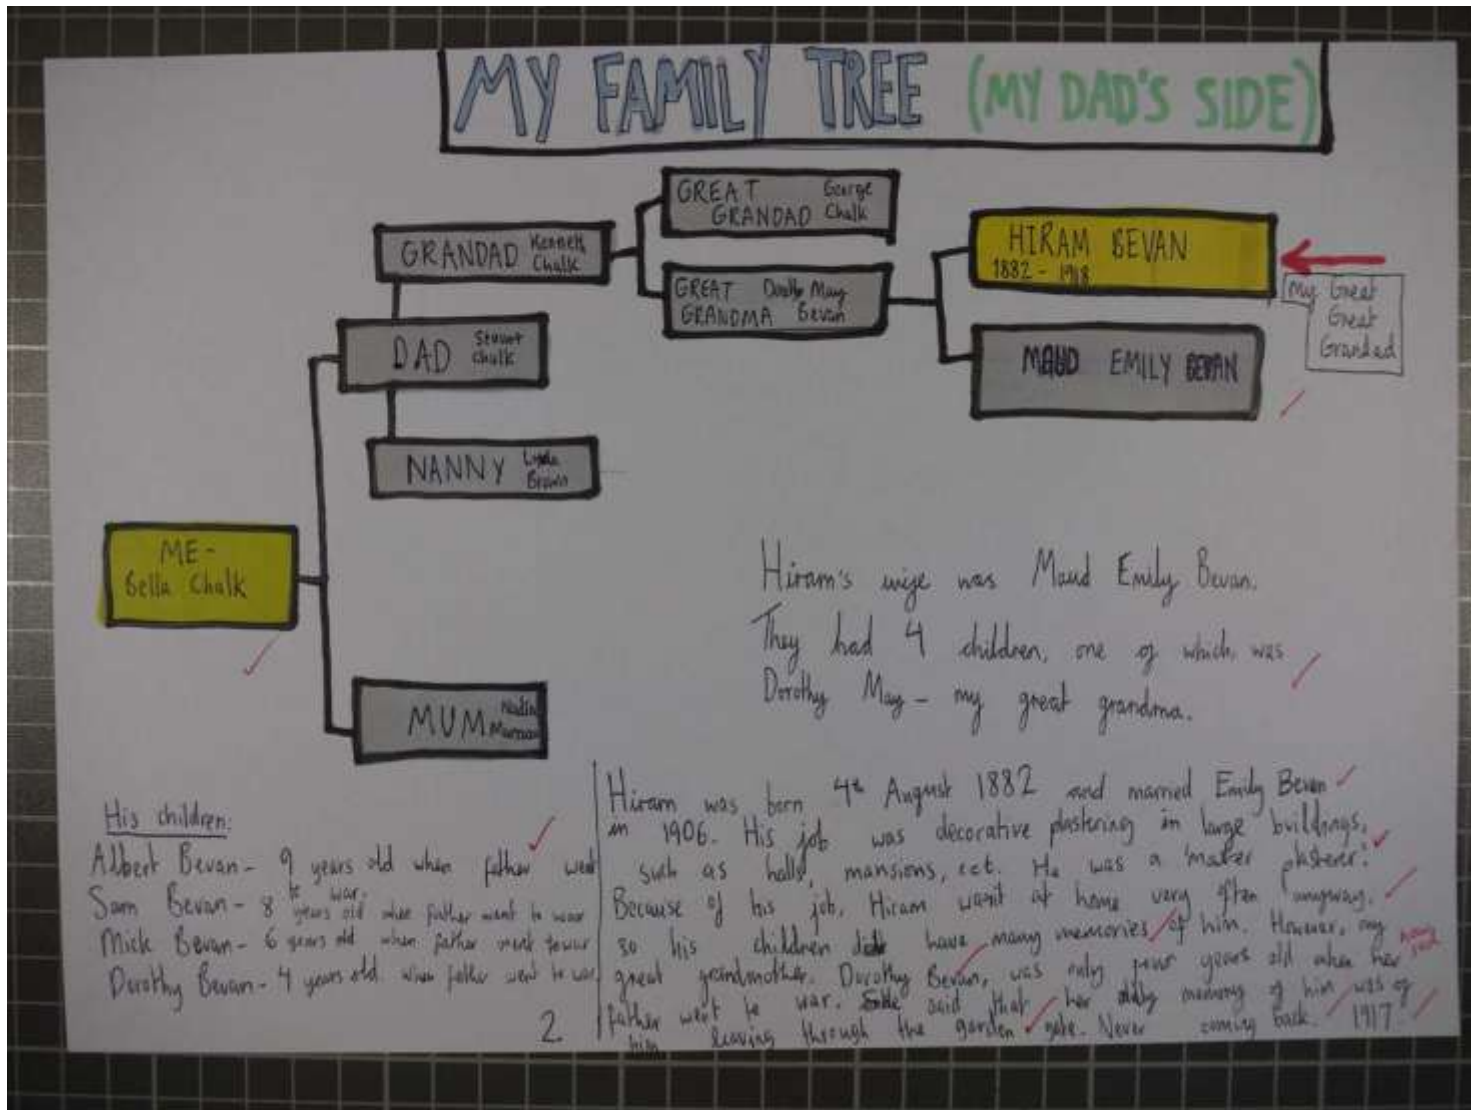 MY FAMILY TREE (MY DAD'S SIDE)
GREAT George
GRANDAD Chalk
GRANDAD Kenneth
Chalk
HIRAM BEVAN
1882 - 1918
My Great
Great
Grandad
GREAT May
GRANDMA Bevan
DAD Stuart
Chalk
MAUD EMILY BEVAN
NANNY Linda
Brown
ME -
Bella Chalk
MUM Nadine
Hiram's wife was Maud Emily Bevan.
They had 4 children, one of which was
Dorothy May - my great grandma.
His children:
Albert Bevan - 9 years old when father went
to war.
Sam Bevan - 8 years old when father went to war
Mick Bevan - 6 years old when father went to war
Dorothy Bevan - 4 years old when father went to war
2.
Hiram was born 4th August 1882 and married Emily Bevan
in 1906. His job was decorative plastering in large buildings,
such as halls, mansions, ect. He was a 'master plasterer'.
Because of his job, Hiram wasn't at home very often anyway,
so his children have many memories of him. However, my
great grandmother. Dorothy Bevan, was only four years old when her
father went to war. She said that her only memory of him was of
him leaving through the garden gate. Never coming back. 1917.